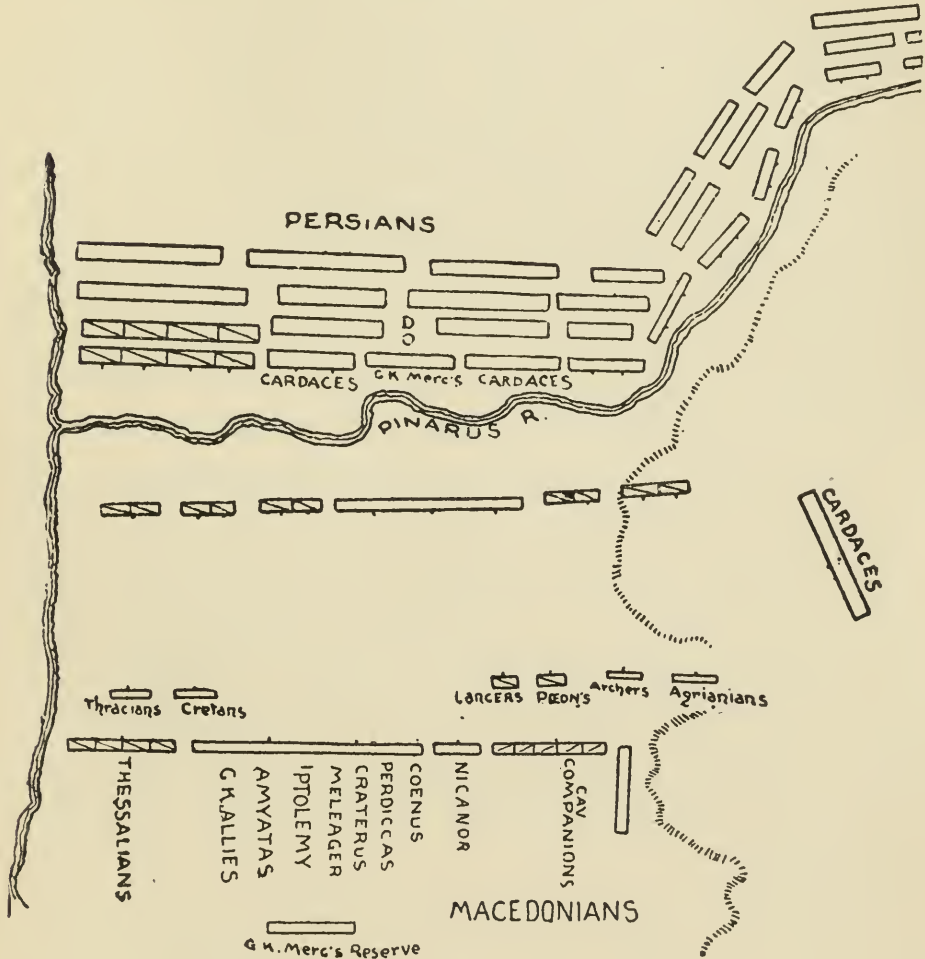 PERSIANS
D
O
CARDACES
GK Merc's
CARDACES
PINARUS R.
CARDACES
Thracians
Cretans
LANCERS
PŒON'S
Archers
Agrianians
THESSALIANS
GK.ALLIES
AMYATAS
IPTOLEMY
MELEAGER
CRATERUS
PERDICCAS
COENUS
NICANOR
CAV
COMPANIONS
MACEDONIANS
GK.Merc's Reserve